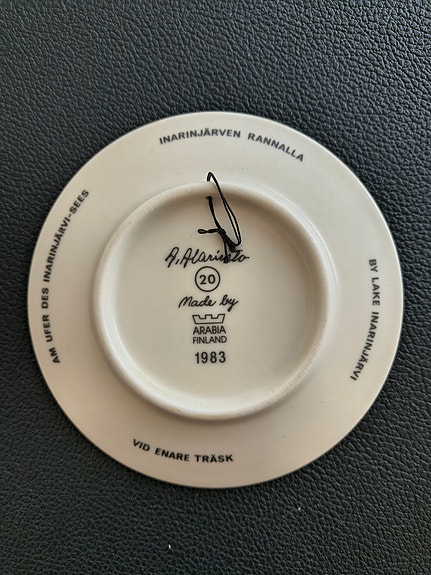 INARINJÄRVEN RANNALLA
BY LAKE INARINJÄRVI
VID ENARE TRÄSK
AM UFER DES INARINJÄRVI-SEES
A. Alariesto
20
Made by
ARABIA
FINLAND
1983